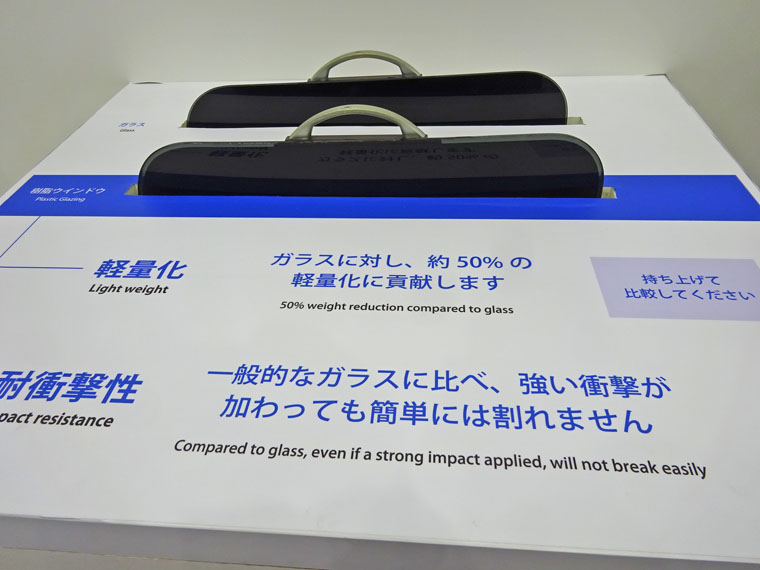 ガラス
Glass
樹脂ウインドウ
Plastic Glazing
軽量化
Light weight
ガラスに対し、約50%の
軽量化に貢献します
50% weight reduction compared to glass
持ち上げて
比較してください
耐衝撃性
pact resistance
一般的なガラスに比べ、強い衝撃が
加わっても簡単には割れません
Compared to glass, even if a strong impact applied, will not break easily